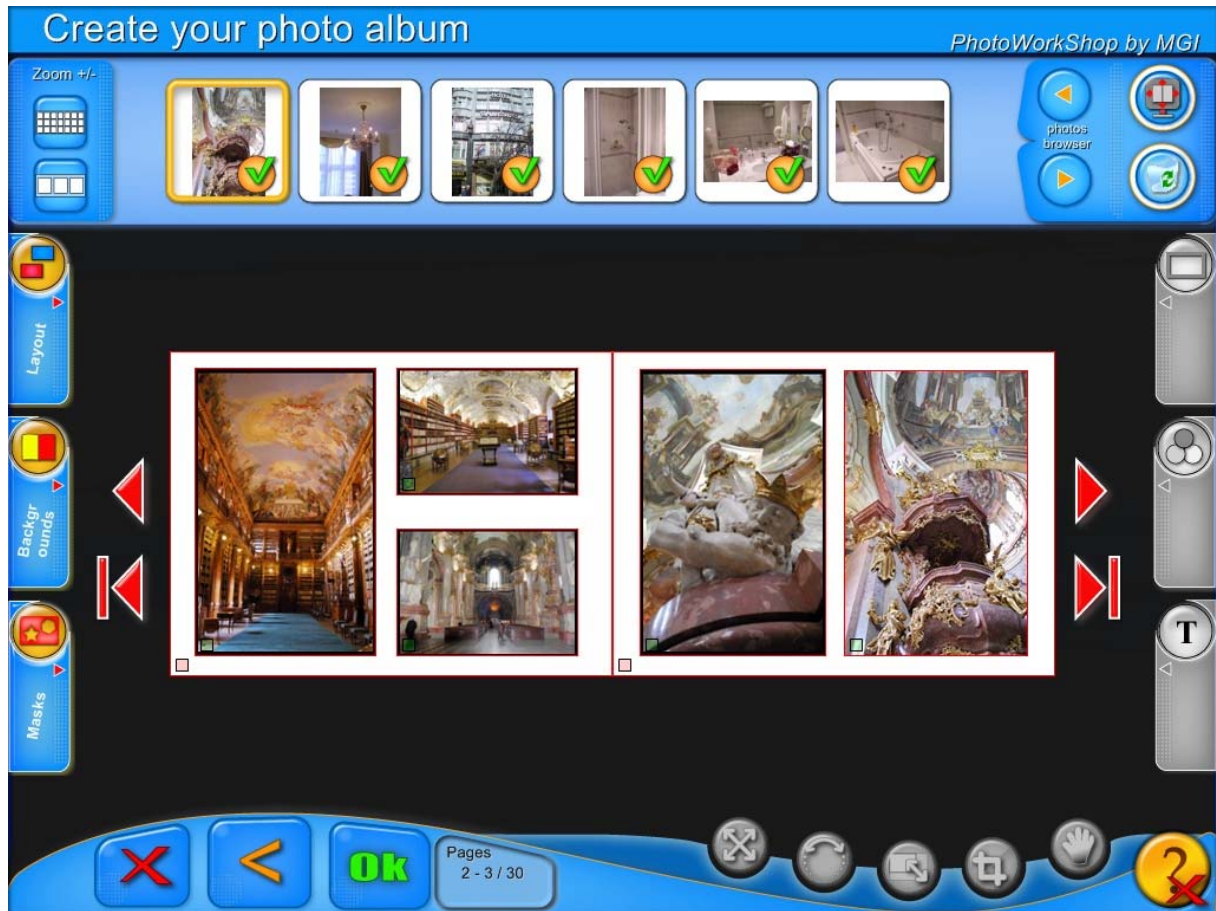 Create your photo album
PhotoWorkShop by MGI
Zoom +/-
photos
browser
Layout
Backgr
ounds
Masks
T
<
Ok
Pages
2 - 3 / 30
?